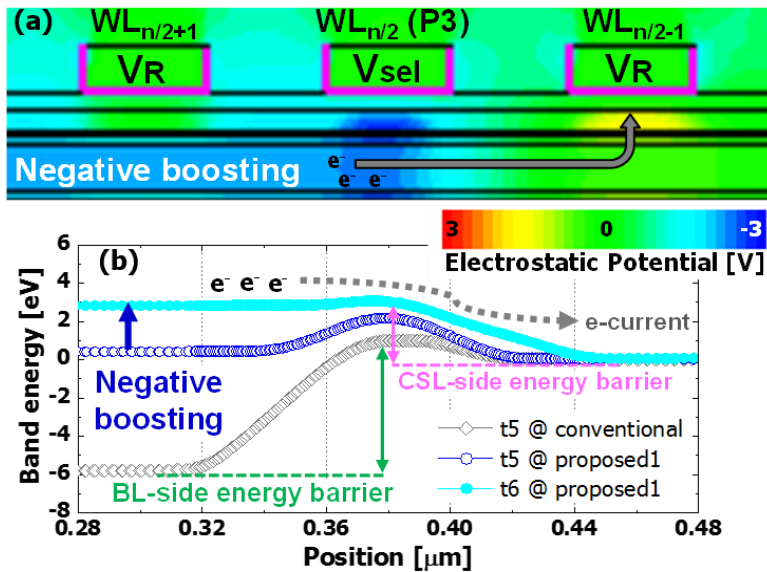 (a)
WLn/2+1 WLn/2 (P3) WLn/2-1
VR Vsel VR
Negative boosting
e-
e- e-
3 0 -3
Electrostatic Potential [V]
(b)
Band energy [eV]
6
4
2
0
-2
-4
-6
-8
e- e- e-
e-current
Negative boosting
CSL-side energy barrier
BL-side energy barrier
t5 @ conventional
t5 @ proposed1
t6 @ proposed1
0.28 0.32 0.36 0.40 0.44 0.48
Position [μm]